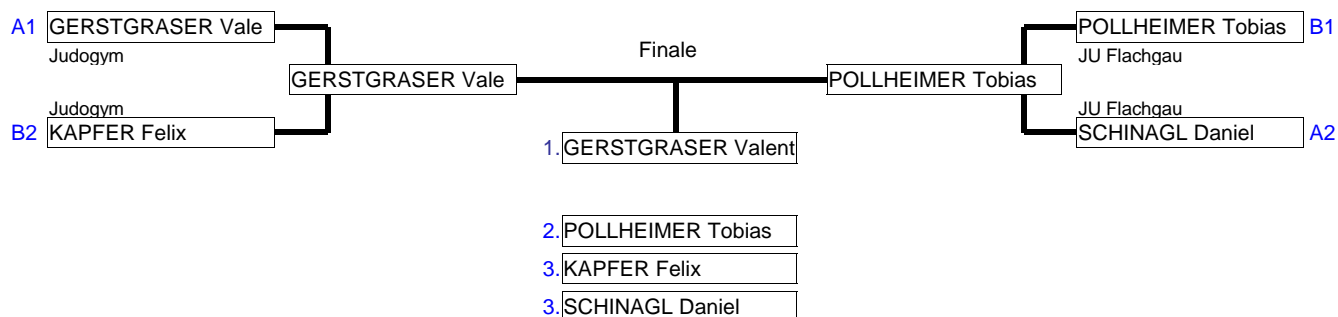 A1 GERSTGRASER Vale POLLHEIMER Tobias B1
Judogym Finale JU Flachgau
GERSTGRASER Vale POLLHEIMER Tobias
Judogym JU Flachgau
B2 KAPFER Felix SCHINAGL Daniel A2
1. GERSTGRASER Valent
2. POLLHEIMER Tobias
3. KAPFER Felix
3. SCHINAGL Daniel